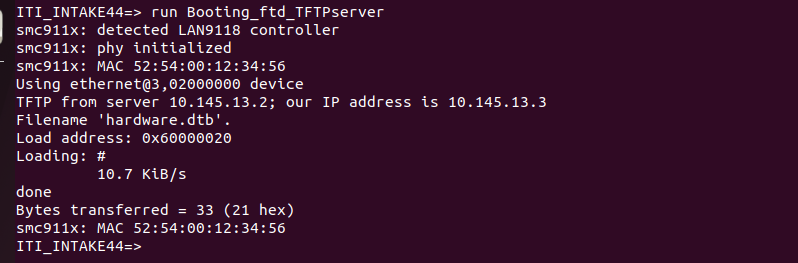 ITI_INTAKE44=> run Booting_ftd_TFTPserver
smc911x: detected LAN9118 controller
smc911x: phy initialized
smc911x: MAC 52:54:00:12:34:56
Using ethernet@3,02000000 device
TFTP from server 10.145.13.2; our IP address is 10.145.13.3
Filename 'hardware.dtb'.
Load address: 0x60000020
Loading: #
         10.7 KiB/s
done
Bytes transferred = 33 (21 hex)
smc911x: MAC 52:54:00:12:34:56
ITI_INTAKE44=>